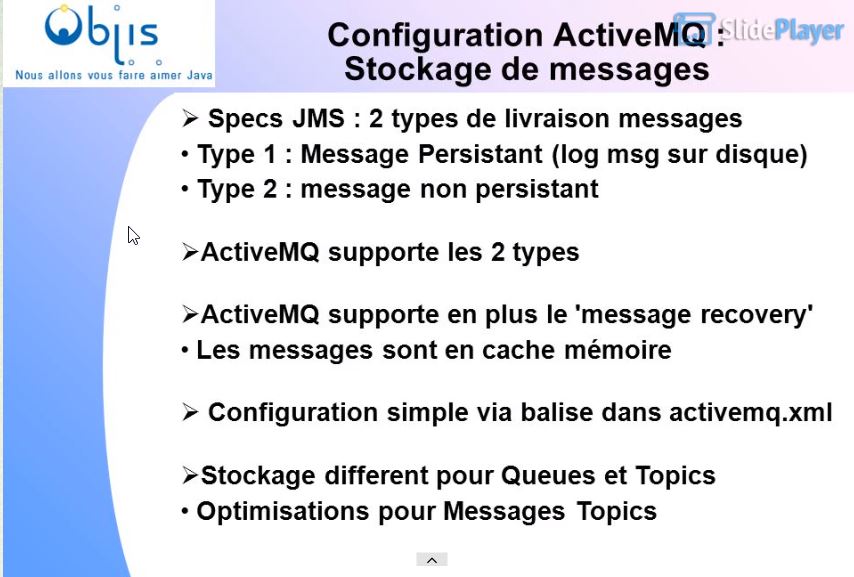 Objis
Nous allons vous faire aimer Java
Configuration ActiveMQ :
SlidePlayer
Stockage de messages
➢ Specs JMS : 2 types de livraison messages
• Type 1 : Message Persistant (log msg sur disque)
• Type 2 : message non persistant
➢ActiveMQ supporte les 2 types
➢ActiveMQ supporte en plus le 'message recovery'
• Les messages sont en cache mémoire
➢ Configuration simple via balise dans activemq.xml
➢Stockage different pour Queues et Topics
• Optimisations pour Messages Topics